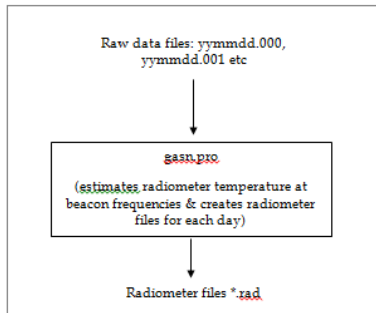 Raw data files: yymmdd.000,
yymmdd.001 etc
gasn.pro
(estimates radiometer temperature at
beacon frequencies & creates radiometer
files for each day)
Radiometer files *.rad